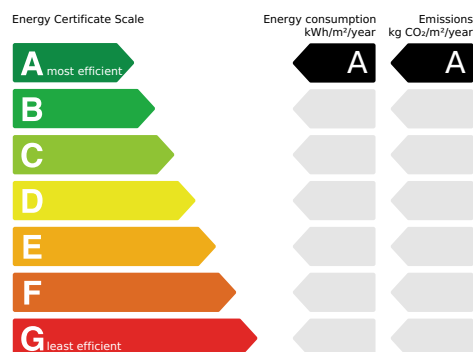 Energy Certificate Scale
Energy consumption
kWh/m²/year
Emissions
kg CO₂/m²/year
A most efficient
A
A
B
C
D
E
F
G least efficient